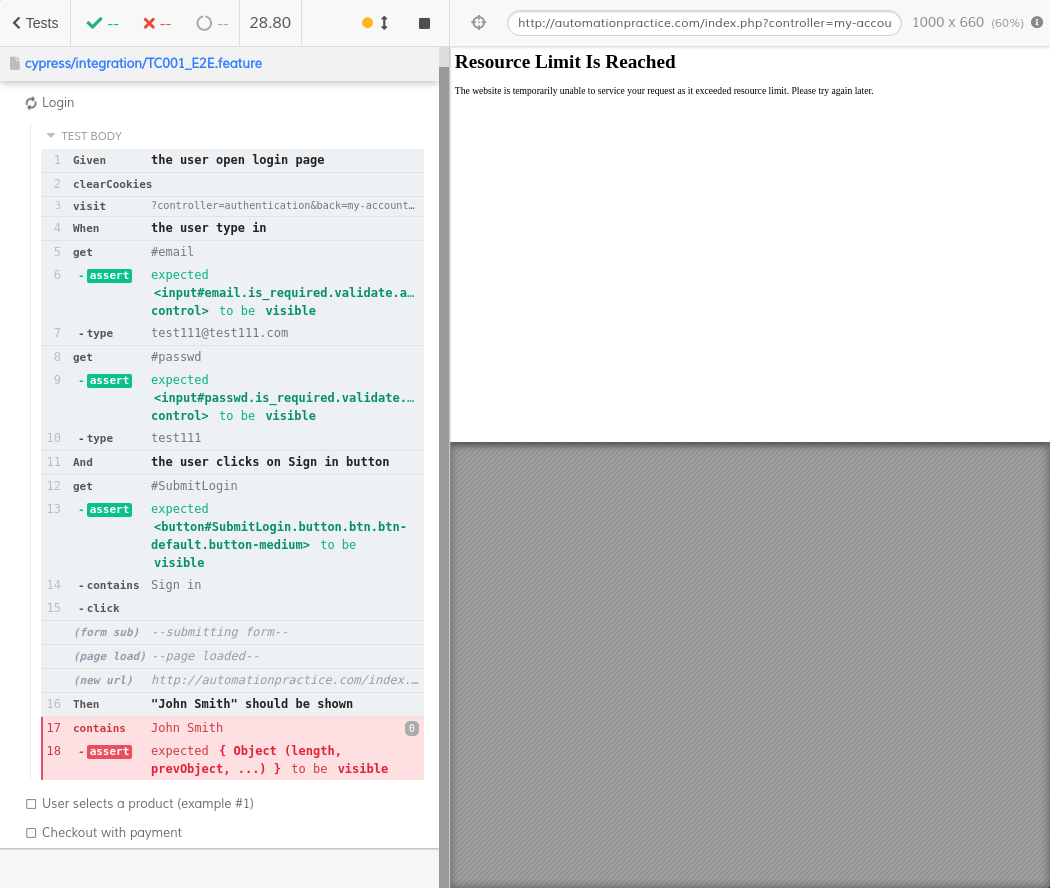 Tests
--
--
--
28.80
http://automationpractice.com/index.php?controller=my-accou
1000 x 660 (60%)
cypress/integration/TC001_E2E.feature
Login
TEST BODY
1 Given the user open login page
2 clearCookies
3 visit ?controller=authentication&back=my-account…
4 When the user type in
5 get #email
6 - assert expected
<input#email.is_required.validate.a…
control> to be visible
7 - type test111@test111.com
8 get #passwd
9 - assert expected
<input#passwd.is_required.validate.…
control> to be visible
10 - type test111
11 And the user clicks on Sign in button
12 get #SubmitLogin
13 - assert expected
<button#SubmitLogin.button.btn.btn-
default.button-medium> to be
visible
14 - contains Sign in
15 - click
(form sub) --submitting form--
(page load) --page loaded--
(new url) http://automationpractice.com/index.…
16 Then "John Smith" should be shown
17 contains John Smith 0
18 - assert expected { Object (length,
prevObject, ...) } to be visible
User selects a product (example #1)
Checkout with payment
Resource Limit Is Reached
The website is temporarily unable to service your request as it exceeded resource limit. Please try again later.